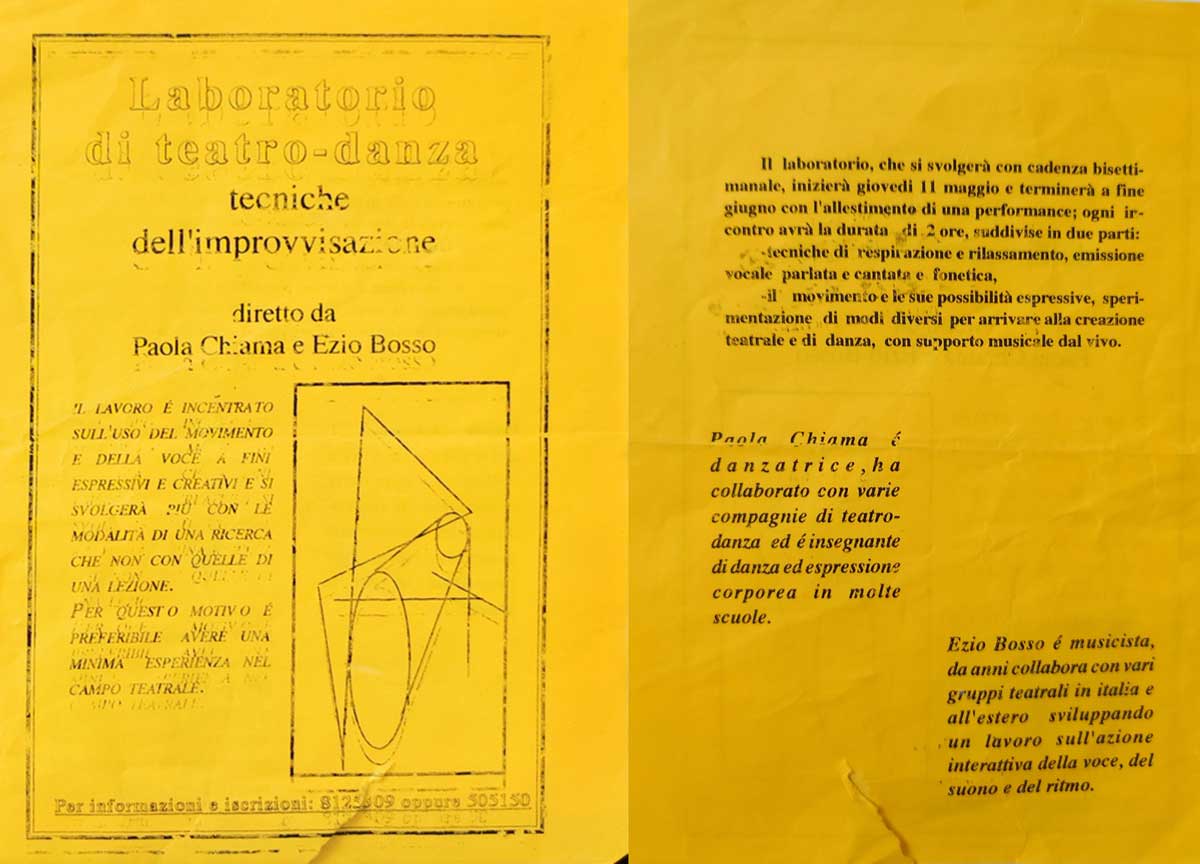 Laboratorio
di teatro-danza
tecniche
dell'improvvisazione
diretto da
Paola Chiama e Ezio Bosso
IL LAVORO É INCENTRATO
SULL'USO DEL MOVIMENTO
E DELLA VOCE A FINI
ESPRESSIVI E CREATIVI E SI
SVOLGERÀ PIÙ CON LE
MODALITÀ DI UNA RICERCA
CHE NON CON QUELLE DI
UNA LEZIONE.
PER QUESTO MOTIVO É
PREFERIBILE AVERE UNA
MINIMA ESPERIENZA NEL
CAMPO TEATRALE.
Per informazioni e iscrizioni: oppure 505150
Il laboratorio, che si svolgerà con cadenza bisetti-
manale, inizierà giovedì 11 maggio e terminerà a fine
giugno con l'allestimento di una performance; ogni in-
contro avrà la durata di 2 ore, suddivise in due parti:
-tecniche di respirazione e rilassamento, emissione
vocale parlata e cantata e fonetica,
-il movimento e le sue possibilità espressive, speri-
mentazione di modi diversi per arrivare alla creazione
teatrale e di danza, con supporto musicale dal vivo.
Paola Chiama é
danzatrice, ha
collaborato con varie
compagnie di teatro-
danza ed é insegnante
di danza ed espressione
corporea in molte
scuole.
Ezio Bosso é musicista,
da anni collabora con vari
gruppi teatrali in italia e
all'estero sviluppando
un lavoro sull'azione
interattiva della voce, del
suono e del ritmo.